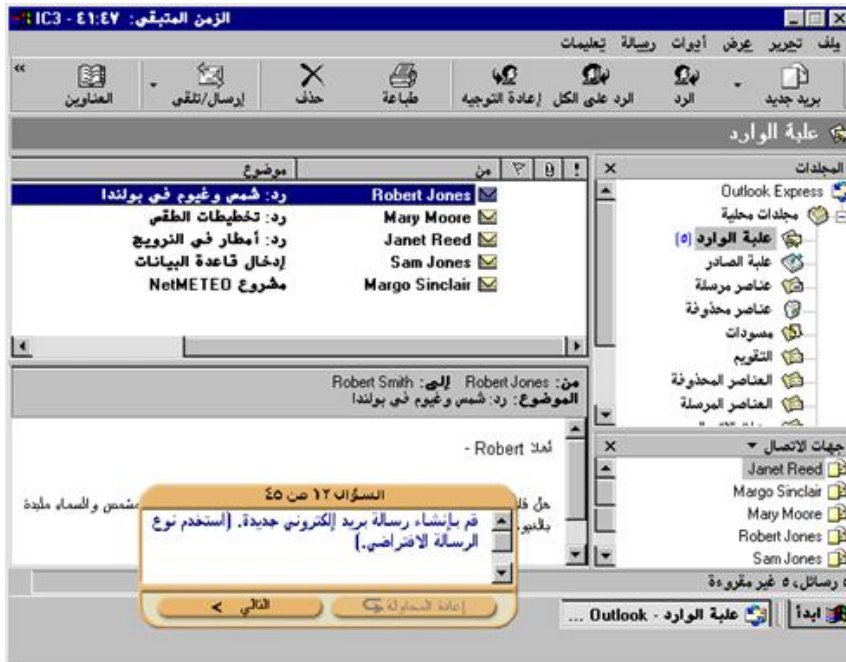 الزمن المتبقي: ٤١:٤٧ - IC3
ملف تحرير عرض أدوات رسالة تعليمات
بريد جديد الرد الرد على الكل إعادة التوجيه طباعة حذف إرسال/تلقي العناوين »
علبة الوارد
المجلدات
Outlook Express
مجلدات محلية
علبة الوارد (٥)
علبة الصادر
عناصر مرسلة
عناصر محذوفة
مسودات
التقويم
العناصر المحذوفة
العناصر المرسلة
جهات الاتصال
Janet Reed
Margo Sinclair
Mary Moore
Robert Jones
Sam Jones
! من موضوع
Robert Jones رد: شمس وغيوم في بولندا
Mary Moore رد: تخطيطات الطقس
Janet Reed رد: أمطار في النرويج
Sam Jones إدخال قاعدة البيانات
Margo Sinclair مشروع NetMETEO
من: Robert Jones إلى: Robert Smith
الموضوع: رد: شمس وغيوم في بولندا
Robert -
هل مشمس والسماء ملبدة
السؤال ١٢ من ٤٥
قم بإنشاء رسالة بريد إلكتروني جديدة. (استخدم نوع
الرسالة الافتراضي.)
إعادة المحاولة التالي >
٥ رسائل، ٥ غير مقروءة
ابدأ علبة الوارد - Outlook ...